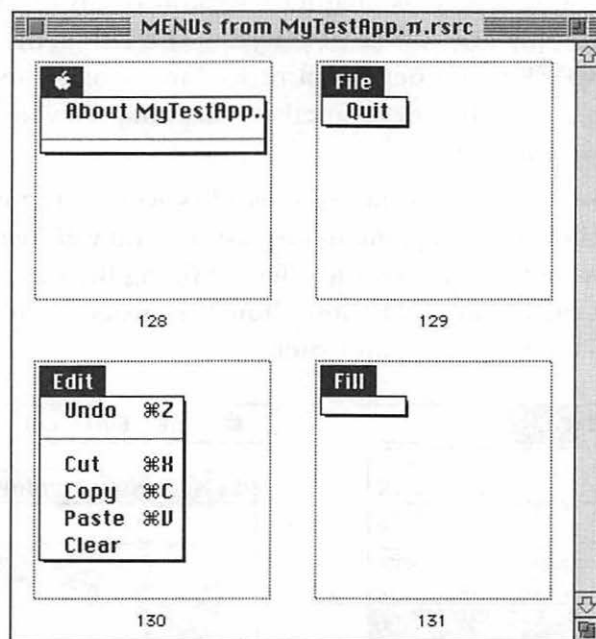 MENUs from MyTestApp.π.rsrc
About MyTestApp..
128
File
Quit
129
Edit
Undo ⌘Z
Cut ⌘X
Copy ⌘C
Paste ⌘V
Clear
130
Fill
131